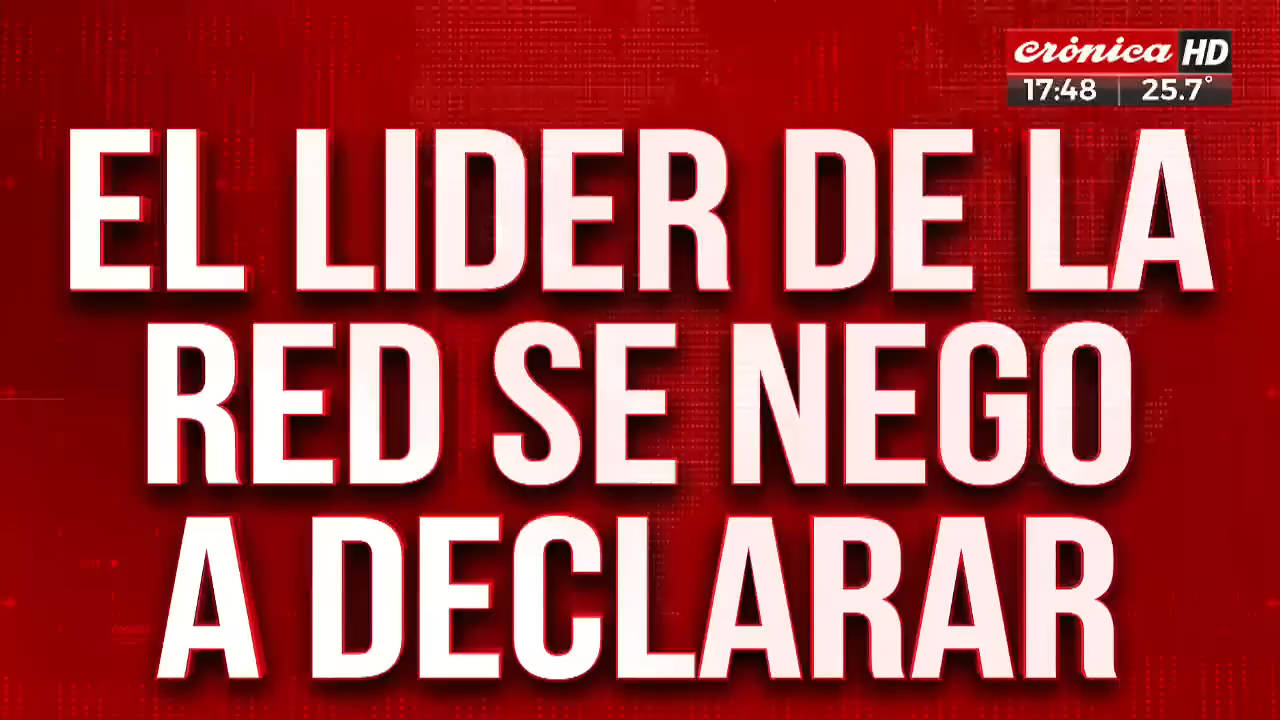 crónica HD
17:48 | 25.7°
EL LIDER DE LA
RED SE NEGO
A DECLARAR